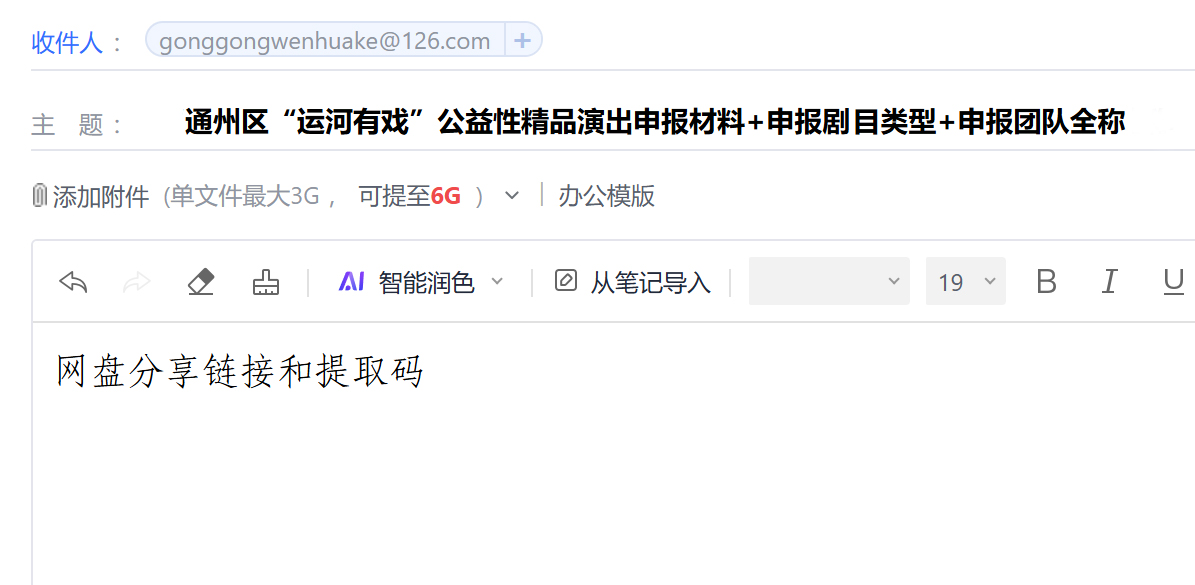 收件人： gonggongwenhuake@126.com +
主 题： 通州区“运河有戏”公益性精品演出申报材料+申报剧目类型+申报团队全称
添加附件 (单文件最大3G， 可提至6G ) 办公模版
AI 智能润色 从笔记导入 19 B I U
网盘分享链接和提取码